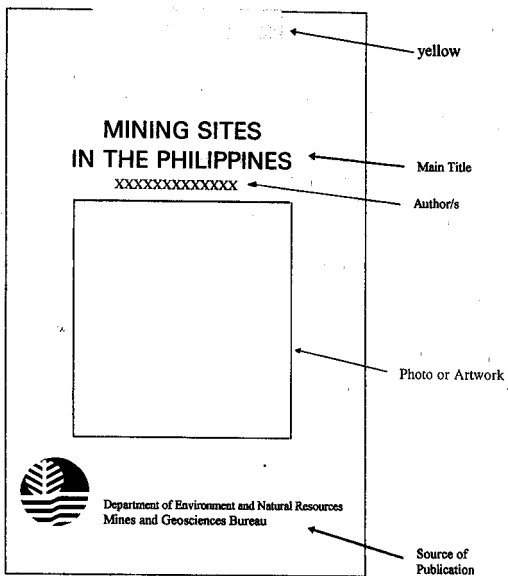 yellow
MINING SITES
IN THE PHILIPPINES
Main Title
XXXXXXXXXXXXX
Author/s
Photo or Artwork
Department of Environment and Natural Resources
Mines and Geosciences Bureau
Source of
Publication